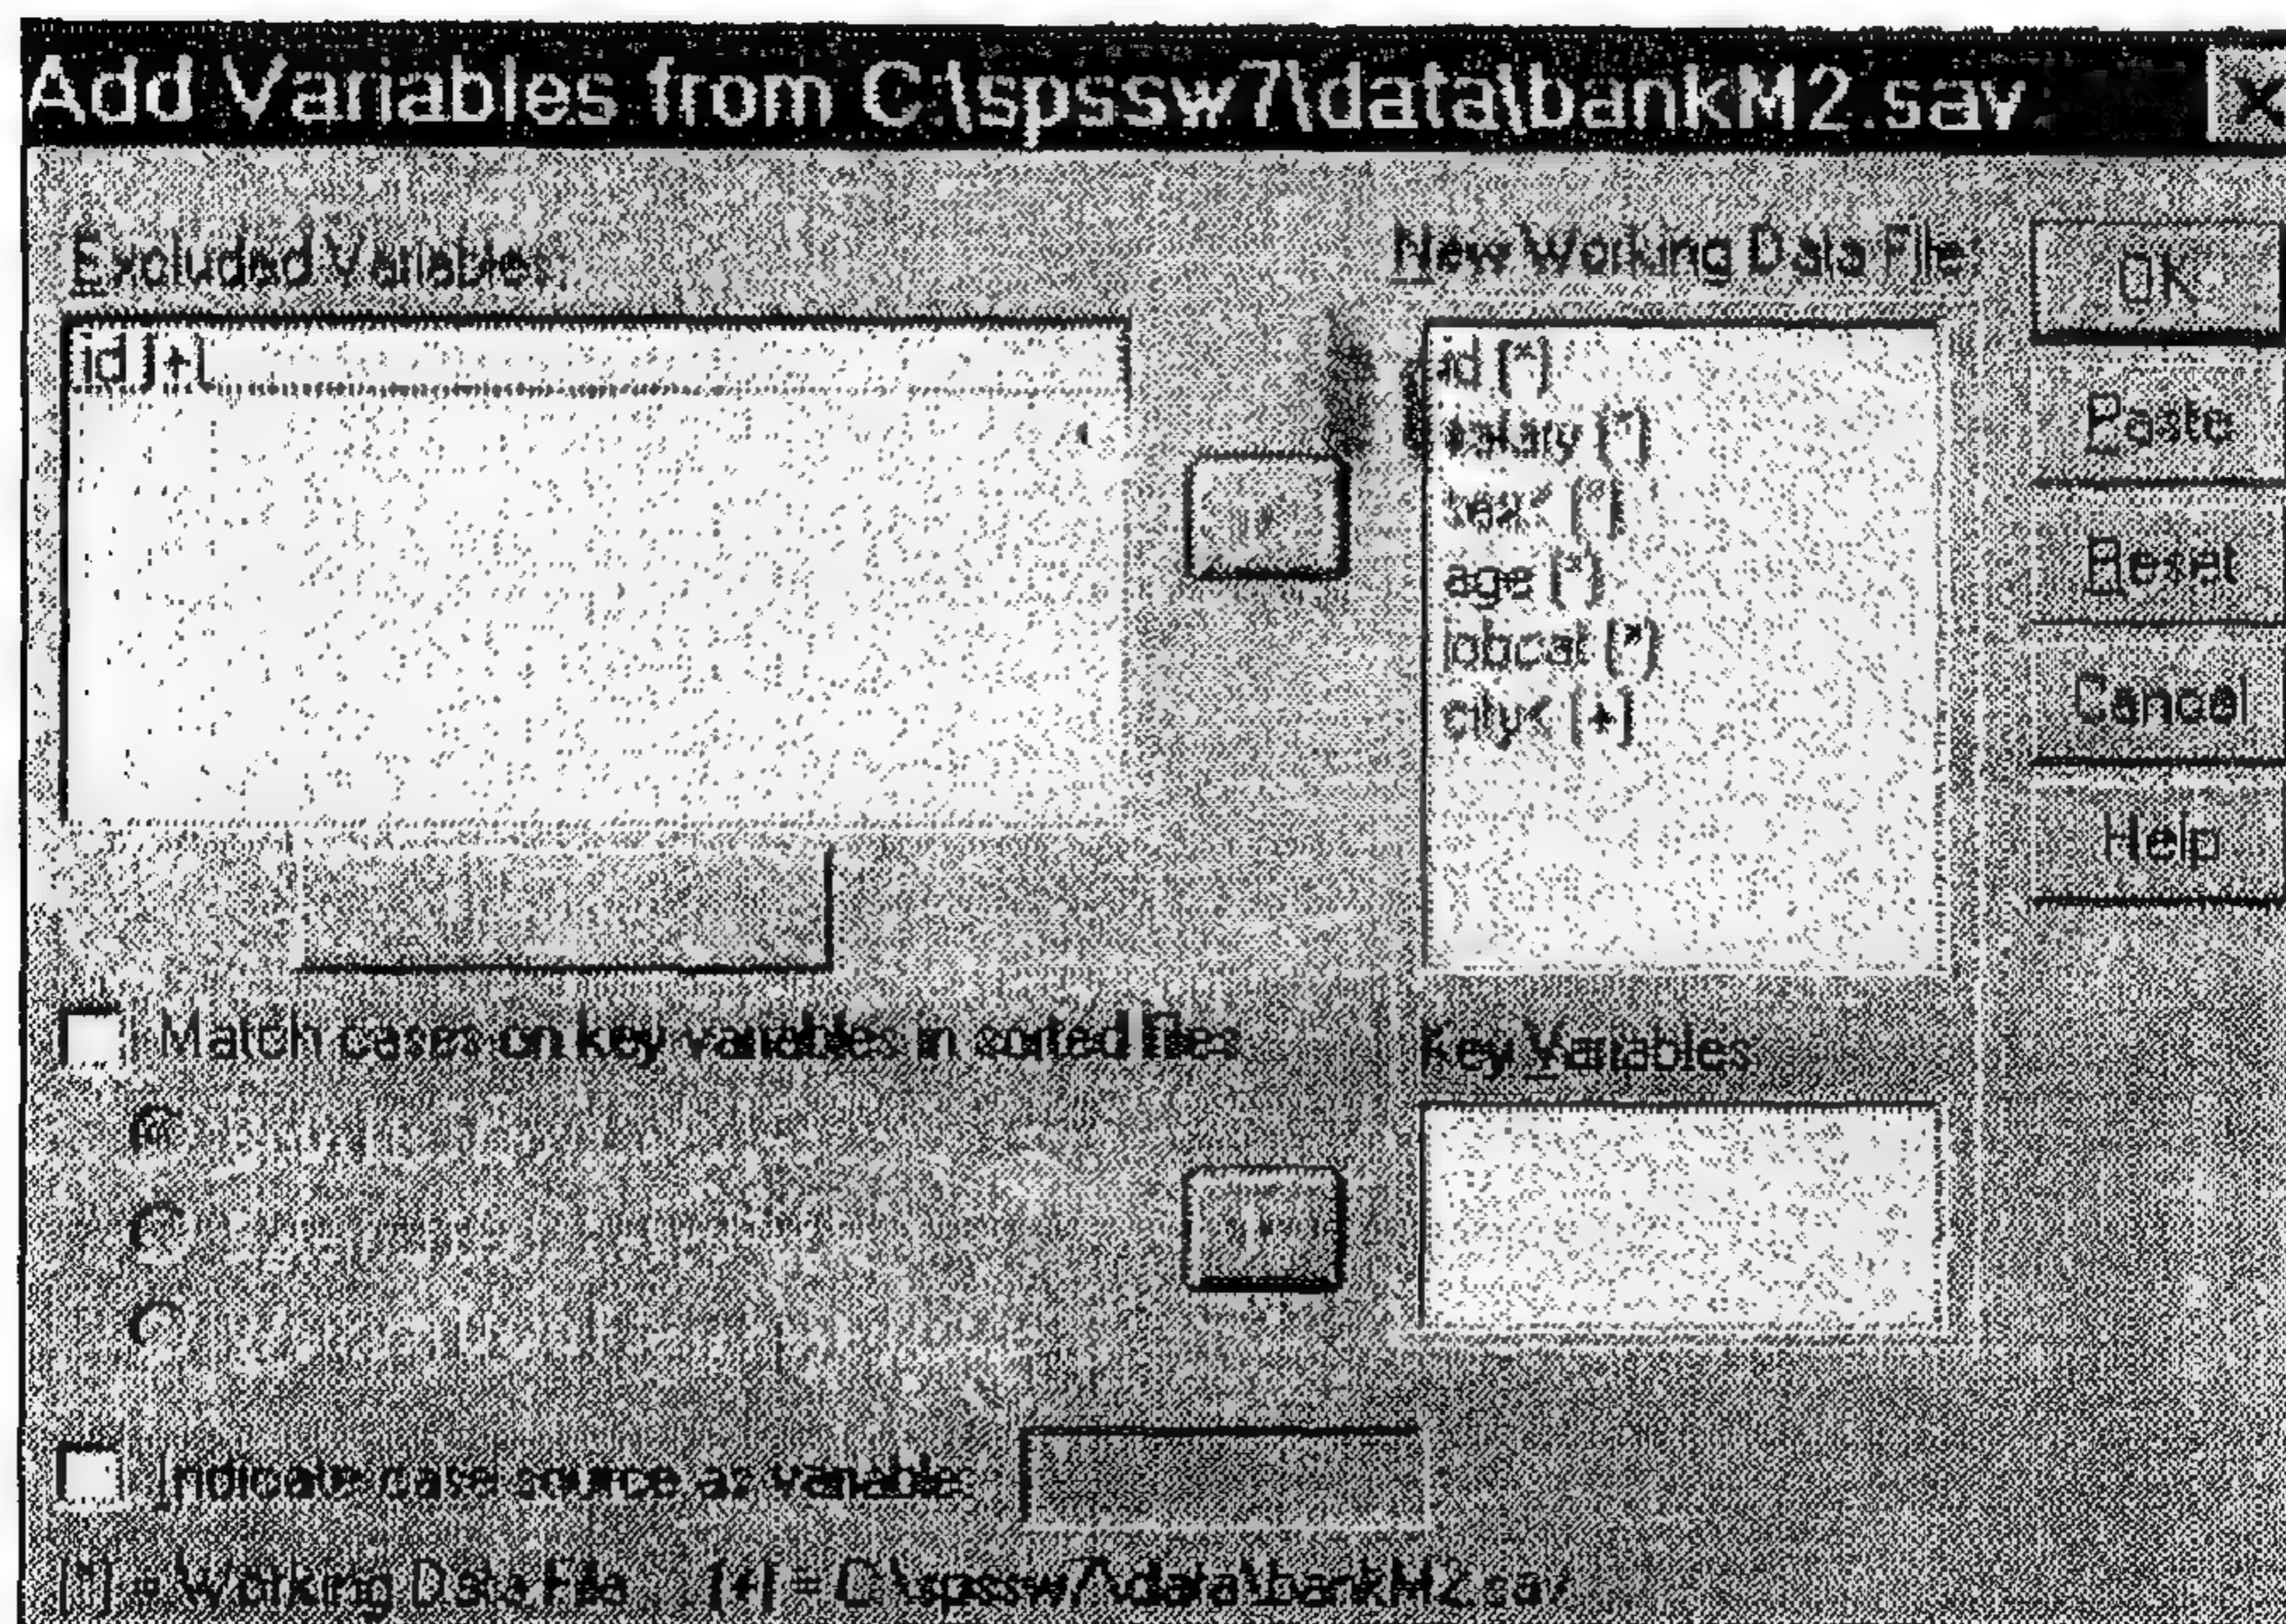 Add Variables from C:\spssw7\data\bankM2.sav
Excluded Variables:
id (+)
New Working Data File:
id (*)
salary (*)
sex< (*)
age (*)
jobcat (*)
city< (+)
OK
Paste
Reset
Cancel
Help
Match cases on key variables in sorted files
Key Variables:
Indicate case source as variable:
(*) = Working Data File (+) = C:\spssw7\data\bankM2.sav